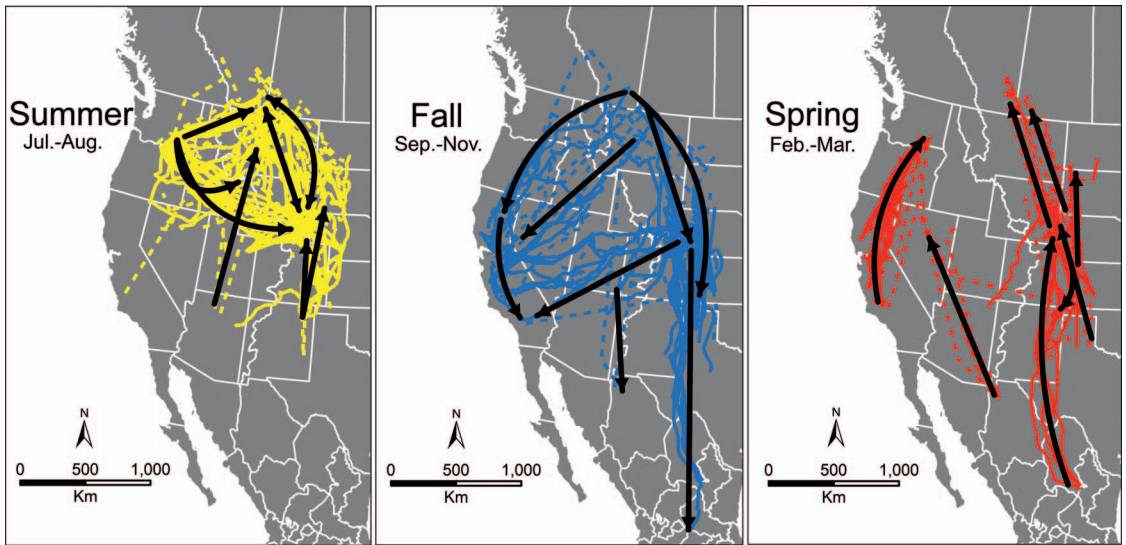 Summer
Jul.-Aug.
N
0 500 1,000
Km
Fall
Sep.-Nov.
N
0 500 1,000
Km
Spring
Feb.-Mar.
N
0 500 1,000
Km